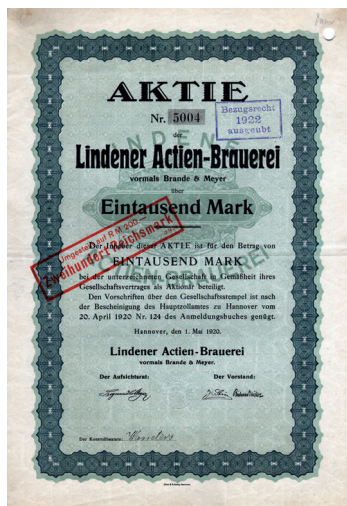 AKTIE
Nr. 5004
Bezugsrecht
1922
ausgeübt
der
Lindener Actien-Brauerei
vormals Brande & Meyer
über
Eintausend Mark
Umgestellt auf R M 200.—
Zweihundert Reichsmark
Der Inhaber dieser AKTIE ist für den Betrag von
EINTAUSEND MARK
bei der unterzeichneten Gesellschaft in Gemäßheit ihres
Gesellschaftsvertrages als Aktionär beteiligt.
Den Vorschriften über den Gesellschaftsstempel ist nach
der Bescheinigung des Hauptzollamtes zu Hannover vom
20. April 1920 Nr. 124 des Anmeldungsbuches genügt.
Hannover, den 1. Mai 1920.
Lindener Actien-Brauerei
vormals Brande & Meyer.
Der Aufsichtsrat:
Der Vorstand:
Der Kontrollbeamte: